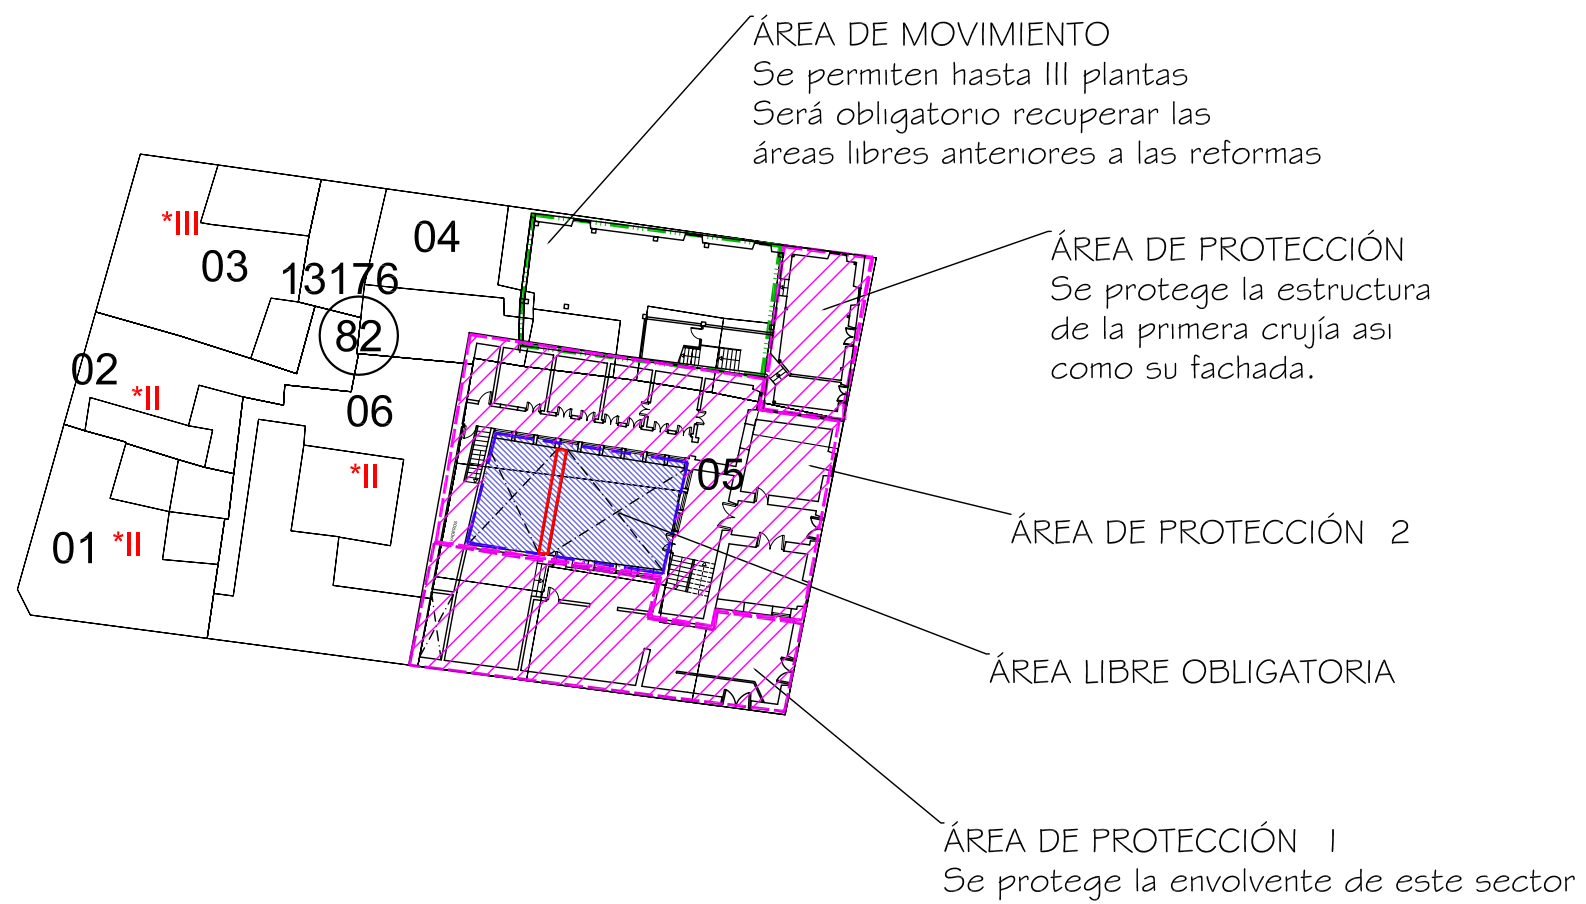 ÁREA DE MOVIMIENTO
Se permiten hasta III plantas
Será obligatorio recuperar las
áreas libres anteriores a las reformas
ÁREA DE PROTECCIÓN
Se protege la estructura
de la primera crujía asi
como su fachada.
*III
03
04
13176
82
02
*II
06
*II
05
01
*II
ÁREA DE PROTECCIÓN 2
ÁREA LIBRE OBLIGATORIA
ÁREA DE PROTECCIÓN 1
Se protege la envolvente de este sector